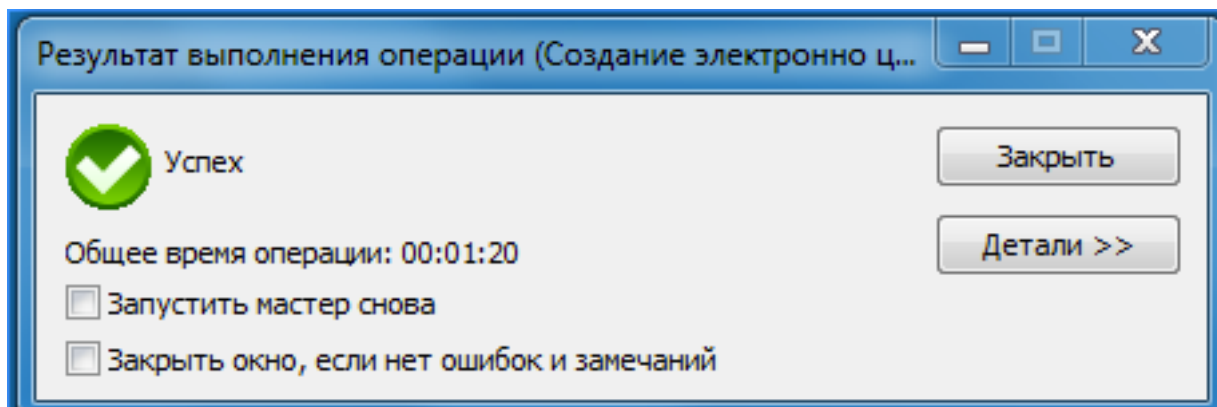 Результат выполнения операции (Создание электронно ц...
Успех
Закрыть
Общее время операции: 00:01:20
Детали >>
Запустить мастер снова
Закрыть окно, если нет ошибок и замечаний